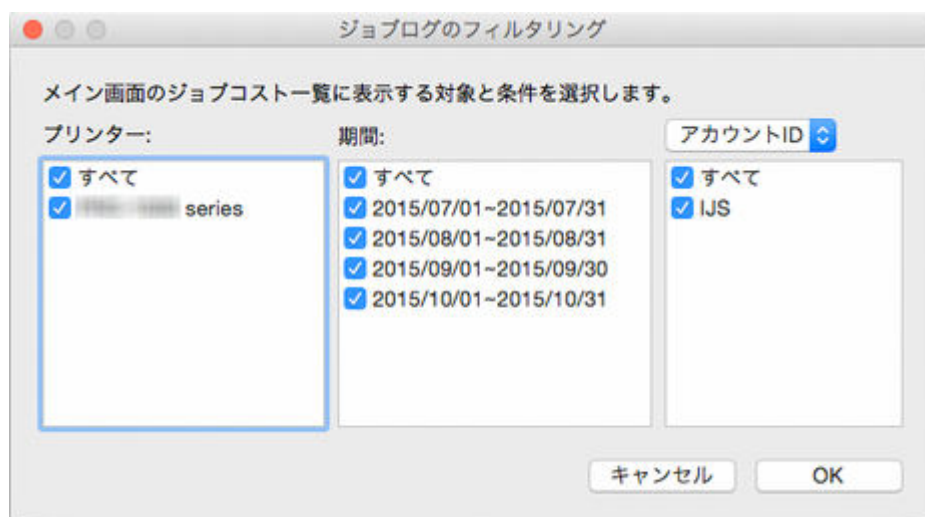 ジョブログのフィルタリング
メイン画面のジョブコスト一覧に表示する対象と条件を選択します。
プリンター:
すべて
series
期間:
すべて
2015/07/01~2015/07/31
2015/08/01~2015/08/31
2015/09/01~2015/09/30
2015/10/01~2015/10/31
アカウントID
すべて
IJS
キャンセル
OK